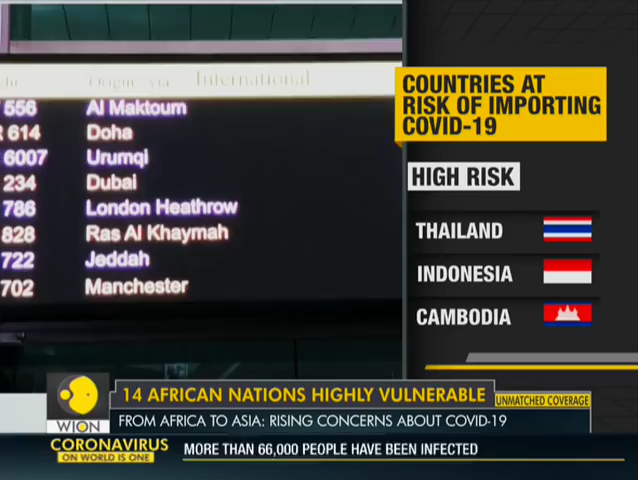 Origin via International
556 Al Maktoum
614 Doha
6007 Urumqi
234 Dubai
786 London Heathrow
828 Ras Al Khaymah
722 Jeddah
702 Manchester
COUNTRIES AT
RISK OF IMPORTING
COVID-19
HIGH RISK
THAILAND
INDONESIA
CAMBODIA
14 AFRICAN NATIONS HIGHLY VULNERABLE
UNMATCHED COVERAGE
WION
FROM AFRICA TO ASIA: RISING CONCERNS ABOUT COVID-19
CORONAVIRUS
WORLD IS ONE
MORE THAN 66,000 PEOPLE HAVE BEEN INFECTED